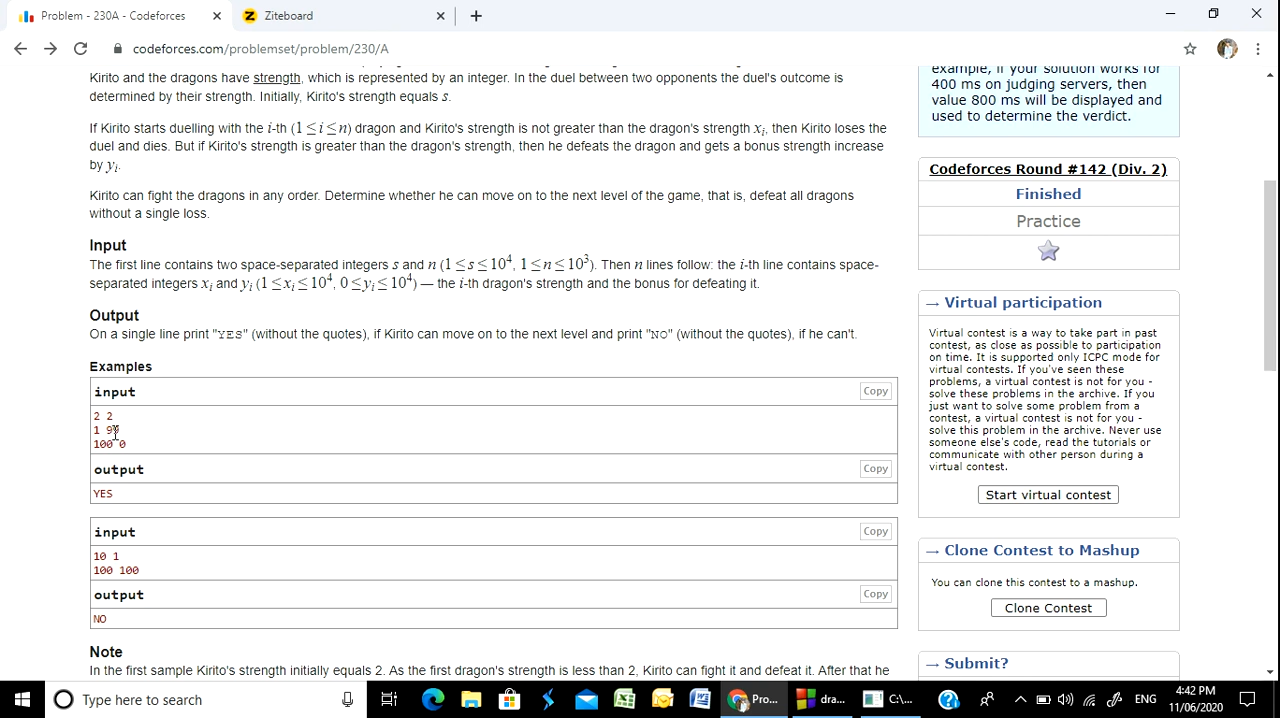 Problem - 230A - Codeforces
Ziteboard
codeforces.com/problemset/problem/230/A
Kirito and the dragons have strength, which is represented by an integer. In the duel between two opponents the duel's outcome is
determined by their strength. Initially, Kirito's strength equals s.
If Kirito starts duelling with the i-th (1 ≤ i ≤ n) dragon and Kirito's strength is not greater than the dragon's strength xi, then Kirito loses the
duel and dies. But if Kirito's strength is greater than the dragon's strength, then he defeats the dragon and gets a bonus strength increase
by yi.
Kirito can fight the dragons in any order. Determine whether he can move on to the next level of the game, that is, defeat all dragons
without a single loss.
Input
The first line contains two space-separated integers s and n (1 ≤ s ≤ 10^4, 1 ≤ n ≤ 10^3). Then n lines follow: the i-th line contains space-
separated integers xi and yi (1 ≤ xi ≤ 10^4, 0 ≤ yi ≤ 10^4) — the i-th dragon's strength and the bonus for defeating it.
Output
On a single line print "YES" (without the quotes), if Kirito can move on to the next level and print "NO" (without the quotes), if he can't.
Examples
input
Copy
2 2
1 99
100 0
output
Copy
YES
input
Copy
10 1
100 100
output
Copy
NO
Note
In the first sample Kirito's strength initially equals 2. As the first dragon's strength is less than 2, Kirito can fight it and defeat it. After that he
example, if your solution works for
400 ms on judging servers, then
value 800 ms will be displayed and
used to determine the verdict.
Codeforces Round #142 (Div. 2)
Finished
Practice
→ Virtual participation
Virtual contest is a way to take part in past
contest, as close as possible to participation
on time. It is supported only ICPC mode for
virtual contests. If you've seen these
problems, a virtual contest is not for you -
solve these problems in the archive. If you
just want to solve some problem from a
contest, a virtual contest is not for you -
solve this problem in the archive. Never use
someone else's code, read the tutorials or
communicate with other person during a
virtual contest.
Start virtual contest
→ Clone Contest to Mashup
You can clone this contest to a mashup.
Clone Contest
→ Submit?
Type here to search
Pro...
dra...
C:\...
ENG
4:42 PM
11/06/2020